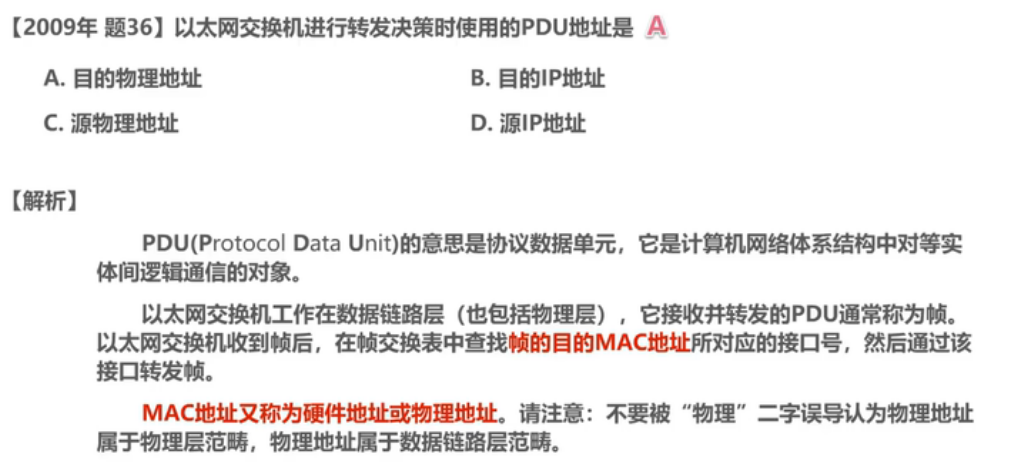 【2009年 题36】以太网交换机进行转发决策时使用的PDU地址是 A
A. 目的物理地址 B. 目的IP地址
C. 源物理地址 D. 源IP地址
【解析】
PDU(Protocol Data Unit)的意思是协议数据单元，它是计算机网络体系结构中对等实
体间逻辑通信的对象。
以太网交换机工作在数据链路层（也包括物理层），它接收并转发的PDU通常称为帧。
以太网交换机收到帧后，在帧交换表中查找帧的目的MAC地址所对应的接口号，然后通过该
接口转发帧。
MAC地址又称为硬件地址或物理地址。请注意：不要被“物理”二字误导认为物理地址
属于物理层范畴，物理地址属于数据链路层范畴。